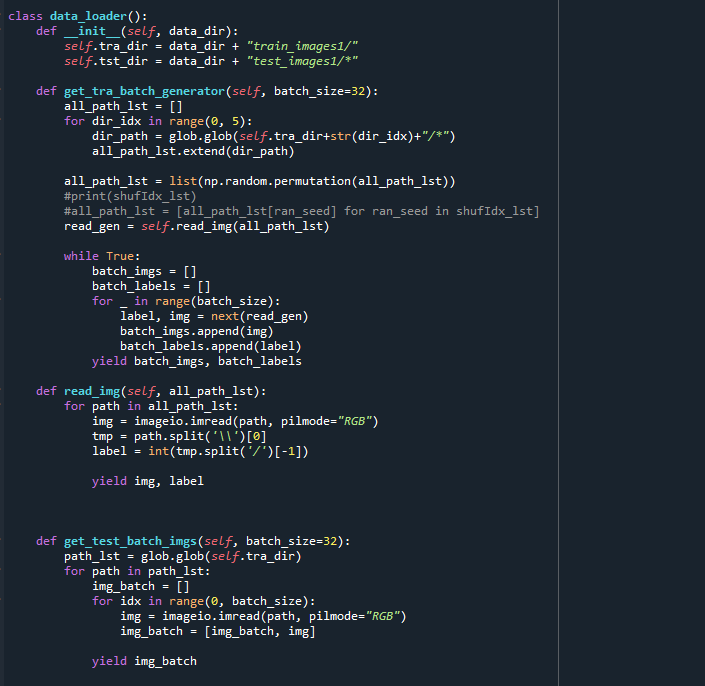 class data_loader():
    def __init__(self, data_dir):
        self.tra_dir = data_dir + "train_images1/"
        self.tst_dir = data_dir + "test_images1/*"
    def get_tra_batch_generator(self, batch_size=32):
        all_path_lst = []
        for dir_idx in range(0, 5):
            dir_path = glob.glob(self.tra_dir+str(dir_idx)+"/*")
            all_path_lst.extend(dir_path)
        all_path_lst = list(np.random.permutation(all_path_lst))
        #print(shufIdx_lst)
        #all_path_lst = [all_path_lst[ran_seed] for ran_seed in shufIdx_lst]
        read_gen = self.read_img(all_path_lst)
        while True:
            batch_imgs = []
            batch_labels = []
            for _ in range(batch_size):
                label, img = next(read_gen)
                batch_imgs.append(img)
                batch_labels.append(label)
            yield batch_imgs, batch_labels
    def read_img(self, all_path_lst):
        for path in all_path_lst:
            img = imageio.imread(path, pilmode="RGB")
            tmp = path.split('\\')[0]
            label = int(tmp.split('/')[-1])
            yield img, label
    def get_test_batch_imgs(self, batch_size=32):
        path_lst = glob.glob(self.tra_dir)
        for path in path_lst:
            img_batch = []
            for idx in range(0, batch_size):
                img = imageio.imread(path, pilmode="RGB")
                img_batch = [img_batch, img]
            yield img_batch